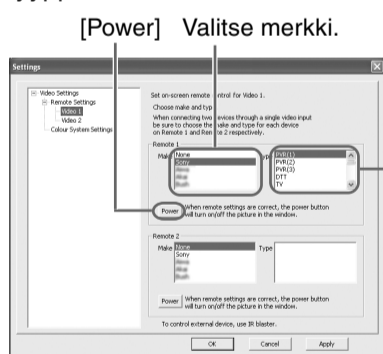 [Power] Valitse merkki.
Settings
Video Settings
Remote Settings
Video 1
Video 2
Colour System Settings
Set on-screen remote control for Video 1.
Choose make and typ
When connecting two devices through a single video input
be sure to choose the make and type for each device
on Remote 1 and Remote 2 respectively.
Remote 1
Make
None
Sony
Aiwa
Akai
Bush
Type
PVR(1)
PVR(2)
PVR(3)
DTT
TV
Power
When remote settings are correct, the power button
will turn on/off the picture in the window.
Remote 2
Make
None
Sony
Aiwa
Akai
Bush
Type
Power
When remote settings are correct, the power button
will turn on/off the picture in the window.
To control external device, use IR blaster.
OK
Cancel
Apply